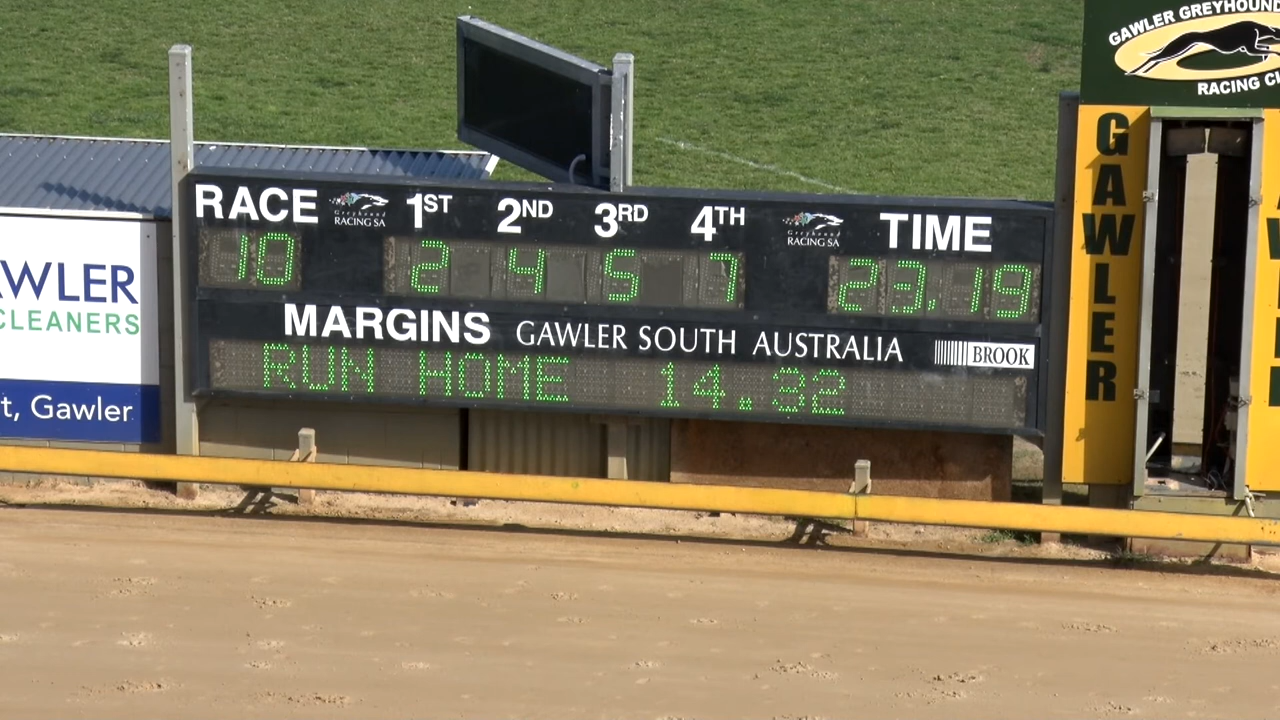 GAWLER GREYHOUND
RACING
GAWLER
RACE 1ST 2ND 3RD 4TH TIME
Greyhound
RACING SA
Greyhound
RACING SA
10 2 4 5 7 23.19
MARGINS GAWLER SOUTH AUSTRALIA BROOK
RUN HOME 14.32
WLER
CLEANERS
t, Gawler